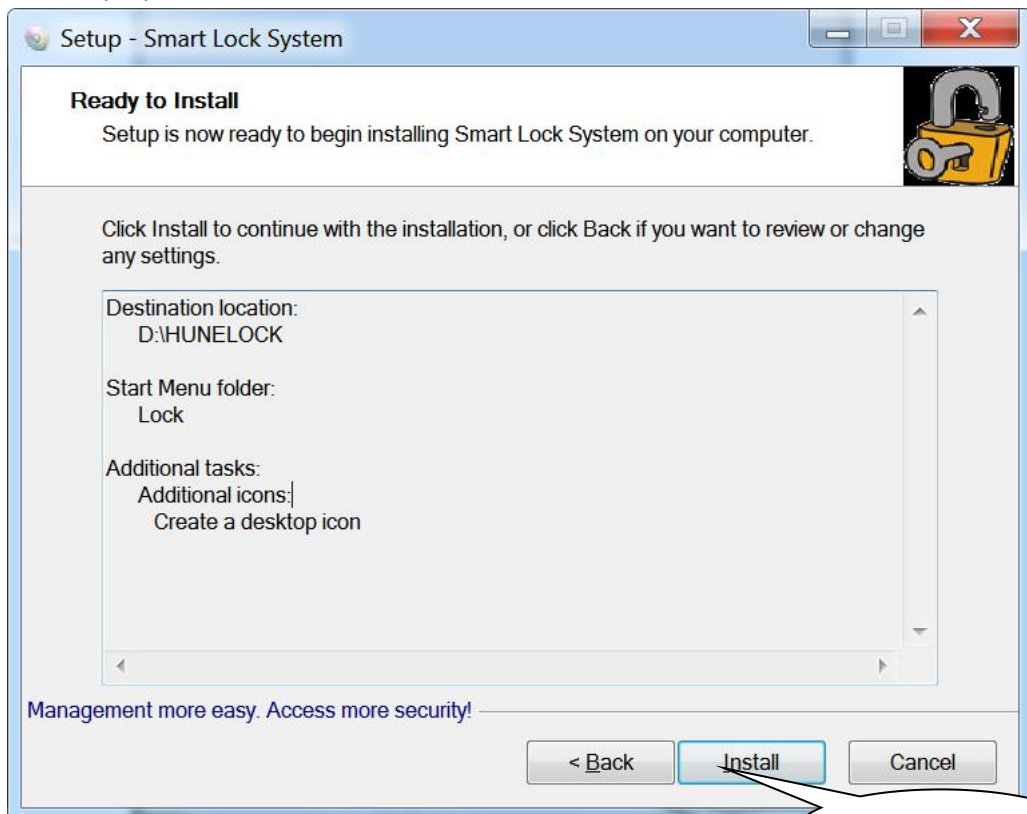 Setup - Smart Lock System
Ready to Install
Setup is now ready to begin installing Smart Lock System on your computer.
Click Install to continue with the installation, or click Back if you want to review or change
any settings.
Destination location:
D:\HUNELOCK
Start Menu folder:
Lock
Additional tasks:
Additional icons:
Create a desktop icon
Management more easy. Access more security!
< Back Install Cancel